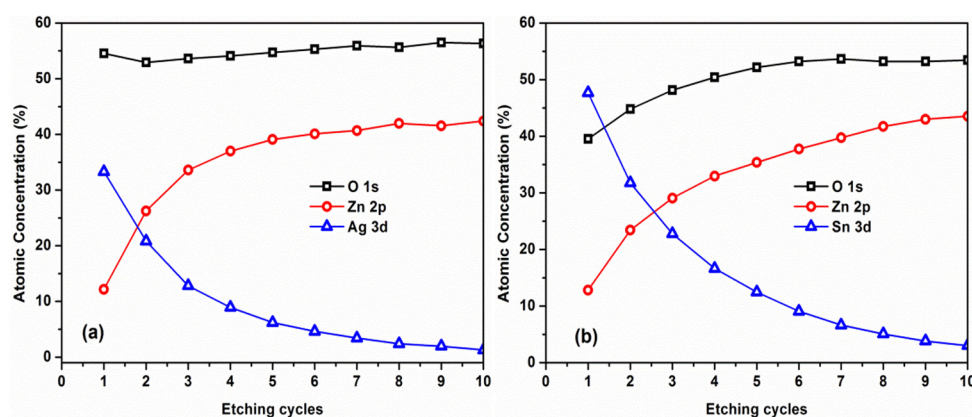 60
50
40
30
20
10
0
Atomic Concentration (%)
O 1s
Zn 2p
Ag 3d
(a)
0 1 2 3 4 5 6 7 8 9 10
Etching cycles
60
50
40
30
20
10
0
Atomic Concentration (%)
O 1s
Zn 2p
Sn 3d
(b)
0 1 2 3 4 5 6 7 8 9 10
Etching cycles